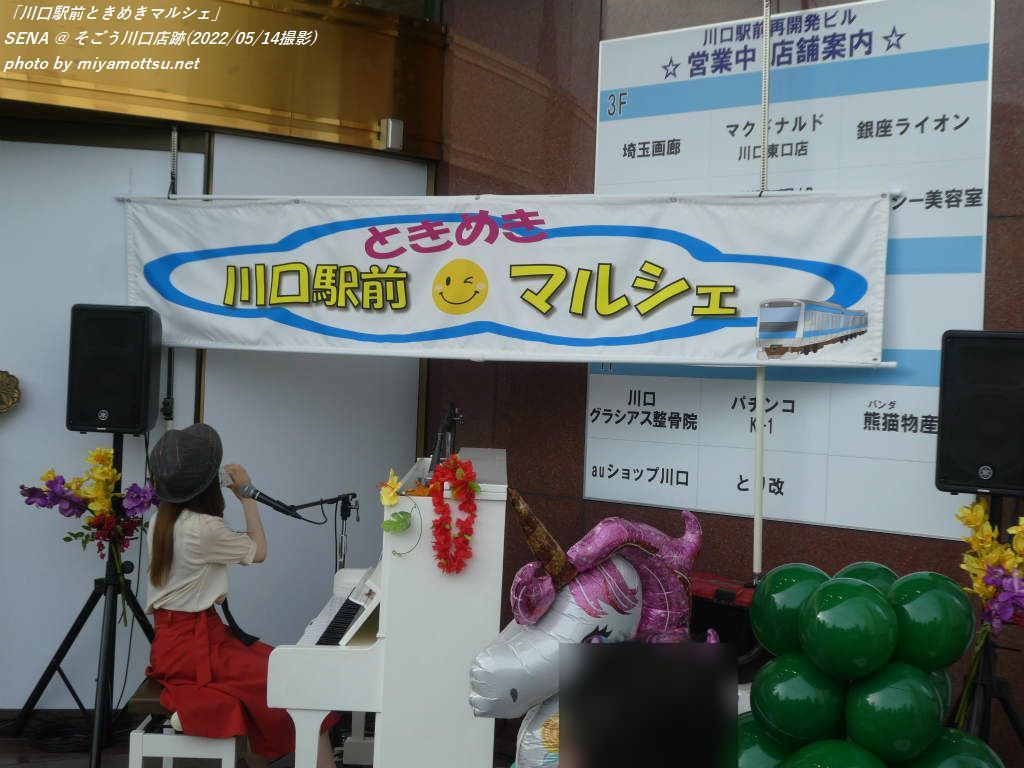 「川口駅前ときめきマルシェ」
SENA @ そごう川口店跡(2022/05/14撮影)
photo by miyamottsu.net
川口駅前再開発ビル
☆ 営業中 店舗案内 ☆
3F
埼玉画廊
マクドナルド
川口東口店
銀座ライオン
シー美容室
ときめき
川口駅前
マルシェ
川口
グラシアス整骨院
パチンコ
K-1
パンダ
熊猫物産
auショップ川口
とり改